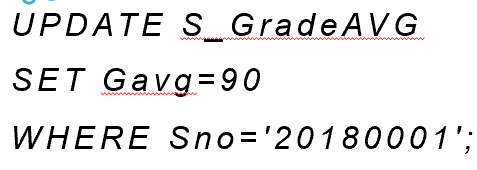 UPDATE S_GradeAVG
SET Gavg=90
WHERE Sno='20180001';